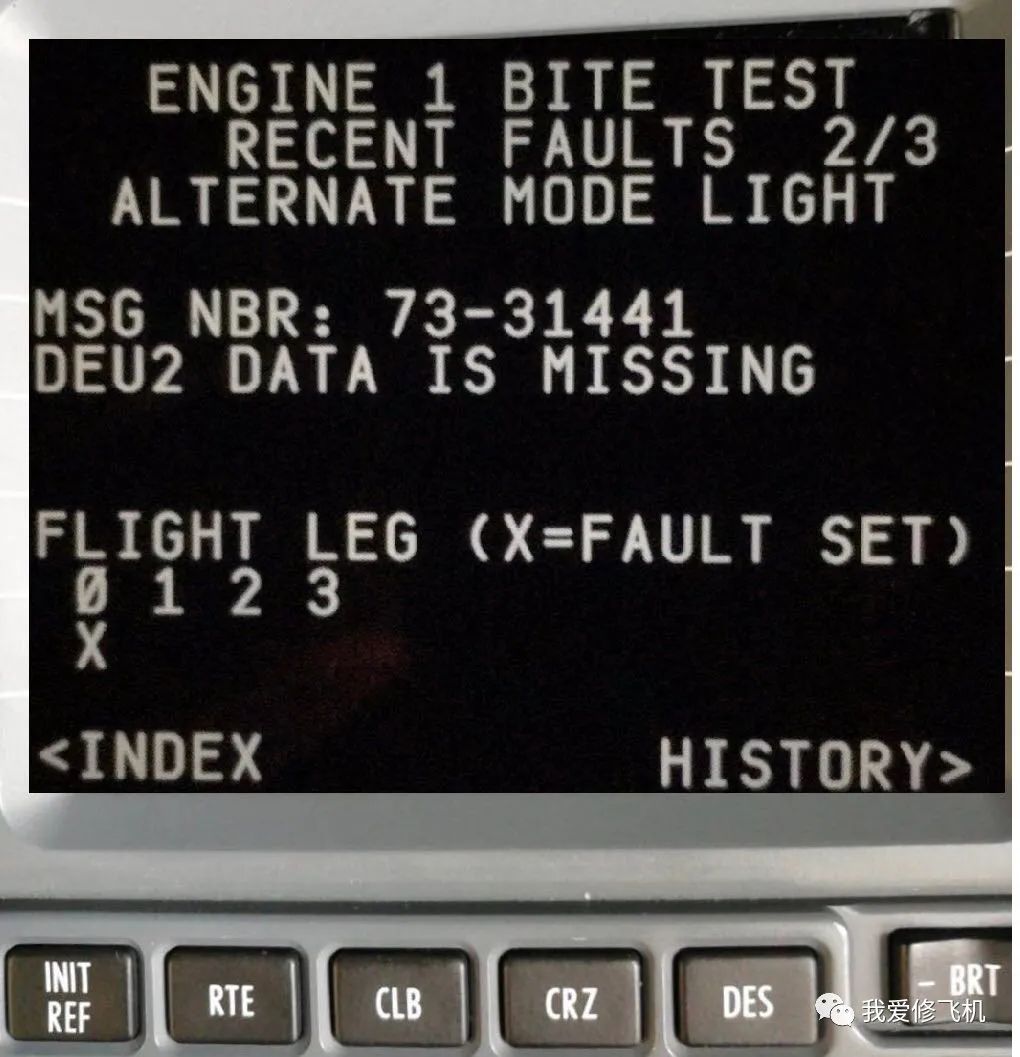 ENGINE 1 BITE TEST
RECENT FAULTS 2/3
ALTERNATE MODE LIGHT
MSG NBR: 73-31441
DEU2 DATA IS MISSING
FLIGHT LEG (X=FAULT SET)
0 1 2 3
X
<INDEX HISTORY>
INIT REF
RTE
CLB
CRZ
DES
- BRT
我爱修飞机